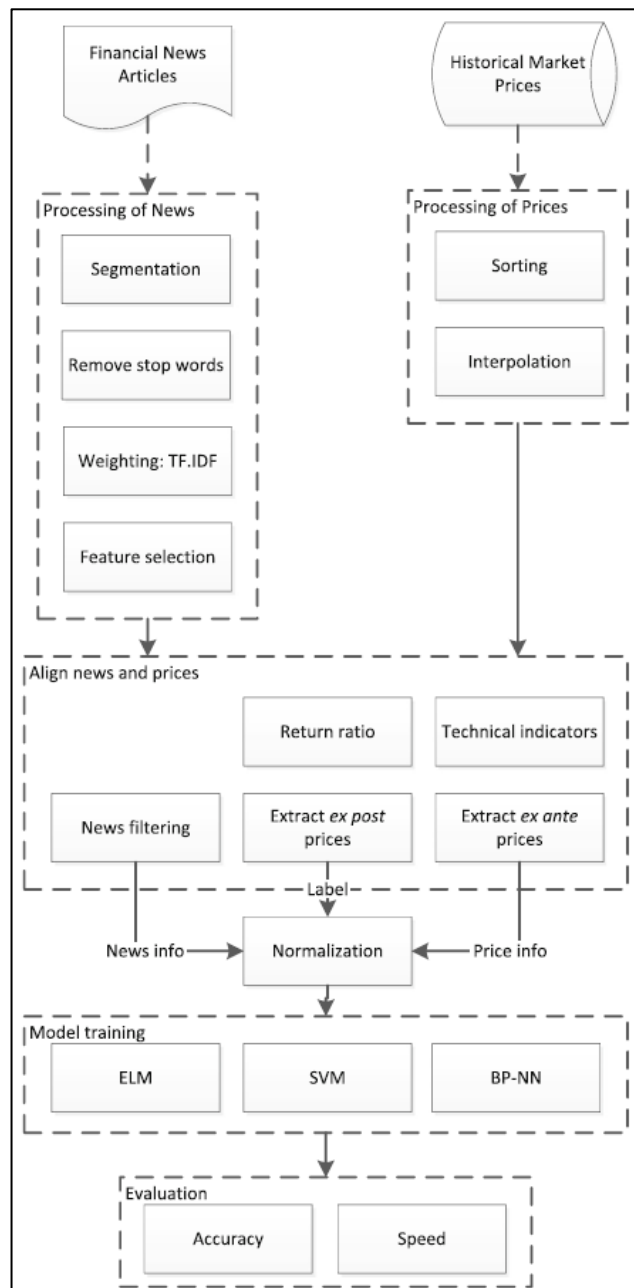 Financial News
Articles
Historical Market
Prices
Processing of News
Segmentation
Remove stop words
Weighting: TF.IDF
Feature selection
Processing of Prices
Sorting
Interpolation
Align news and prices
Return ratio
Technical indicators
News filtering
Extract ex post
prices
Extract ex ante
prices
Label
News info
Normalization
Price info
Model training
ELM
SVM
BP-NN
Evaluation
Accuracy
Speed